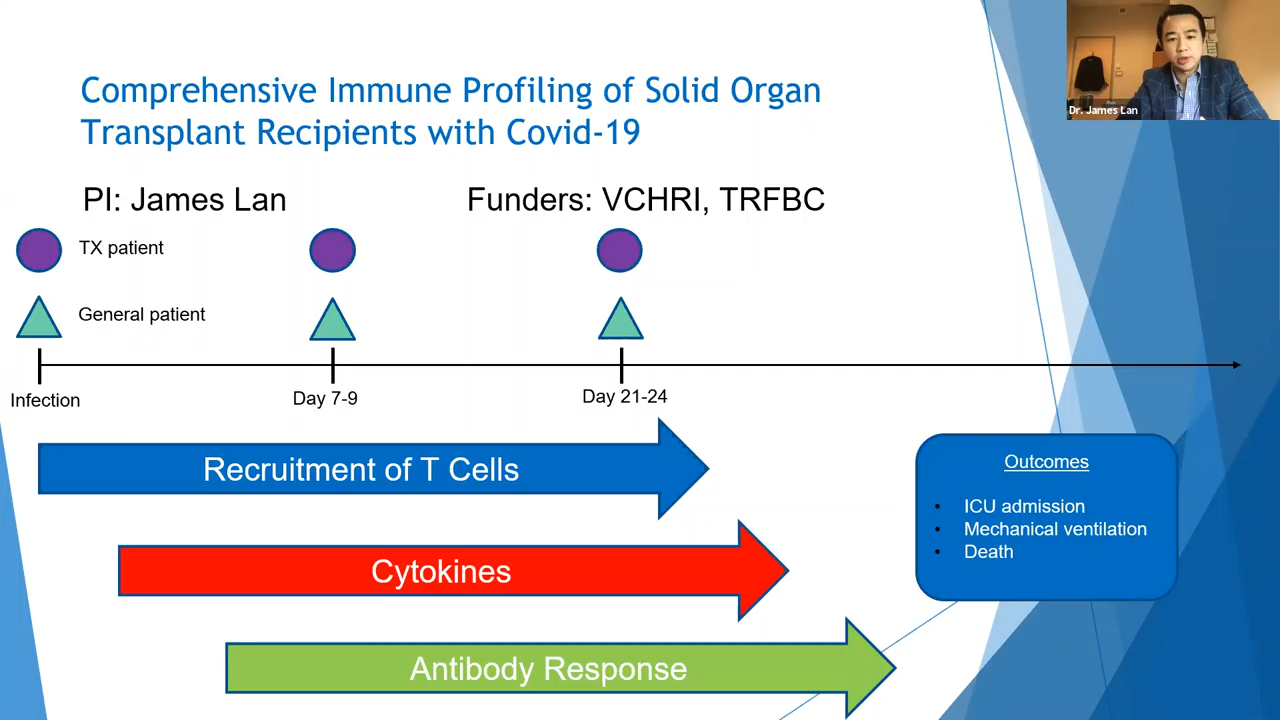 Comprehensive Immune Profiling of Solid Organ
Transplant Recipients with Covid-19
Dr. James Lan
PI: James Lan
Funders: VCHRI, TRFBC
TX patient
General patient
Infection
Day 7-9
Day 21-24
Recruitment of T Cells
Cytokines
Antibody Response
Outcomes
• ICU admission
• Mechanical ventilation
• Death